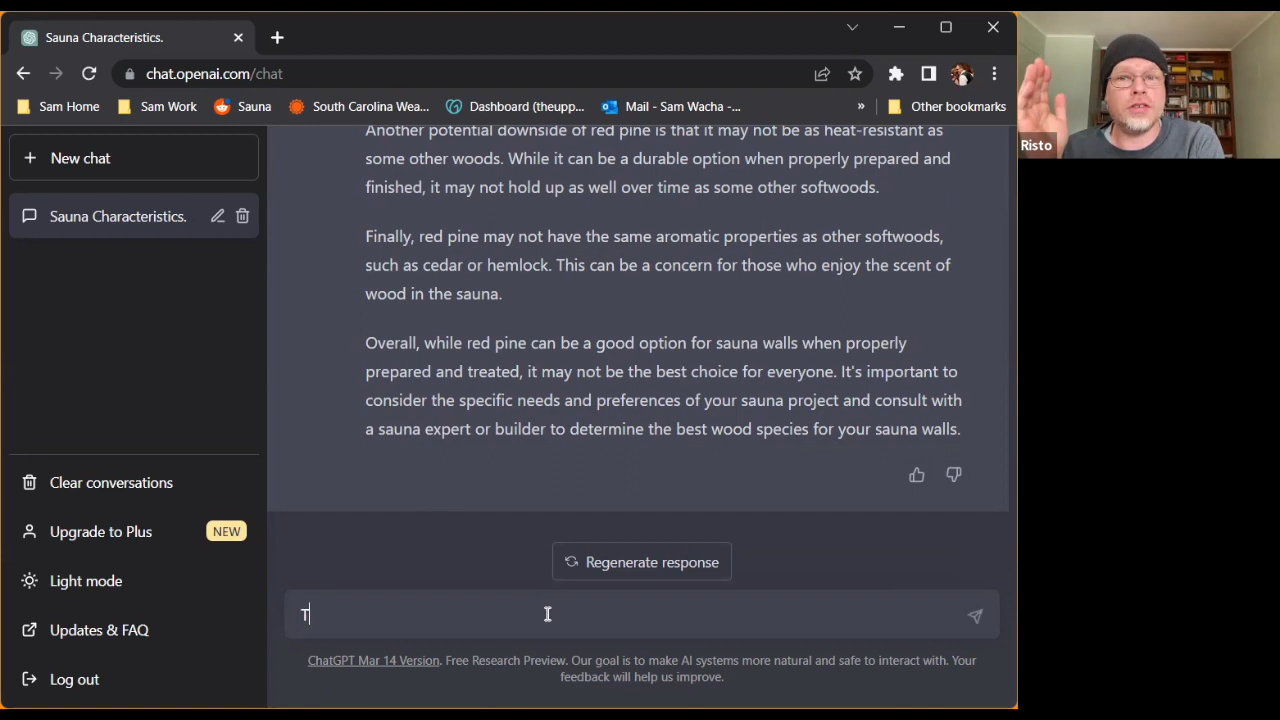 Sauna Characteristics.
chat.openai.com/chat
Sam Home
Sam Work
Sauna
South Carolina Wea...
Dashboard (theupp...
Mail - Sam Wacha -...
»
Other bookmarks
Risto
+ New chat
Sauna Characteristics.
Another potential downside of red pine is that it may not be as heat-resistant as
some other woods. While it can be a durable option when properly prepared and
finished, it may not hold up as well over time as some other softwoods.
Finally, red pine may not have the same aromatic properties as other softwoods,
such as cedar or hemlock. This can be a concern for those who enjoy the scent of
wood in the sauna.
Overall, while red pine can be a good option for sauna walls when properly
prepared and treated, it may not be the best choice for everyone. It's important to
consider the specific needs and preferences of your sauna project and consult with
a sauna expert or builder to determine the best wood species for your sauna walls.
Clear conversations
Upgrade to Plus NEW
Light mode
Updates & FAQ
Log out
Regenerate response
T
ChatGPT Mar 14 Version. Free Research Preview. Our goal is to make AI systems more natural and safe to interact with. Your
feedback will help us improve.